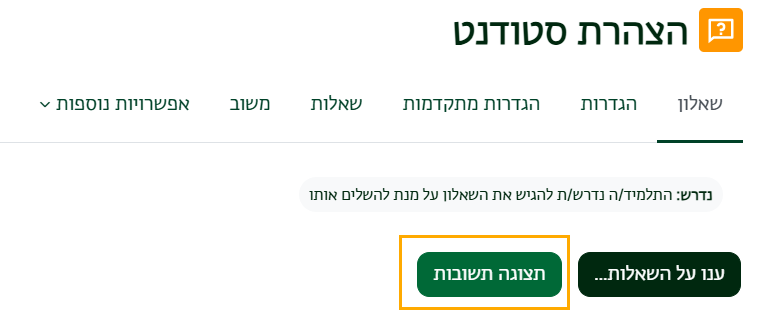 הצהרת סטודנט
שאלון הגדרות הגדרות מתקדמות שאלות משוב אפשרויות נוספות
נדרש: התלמיד/ה נדרש/ת להגיש את השאלון על מנת להשלים אותו
ענו על השאלות... תצוגה תשובות